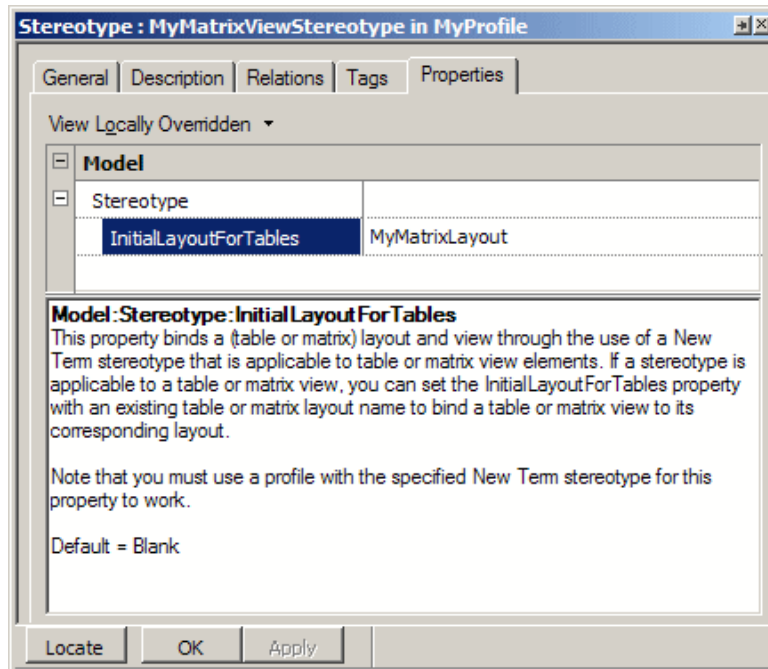 Stereotype : MyMatrixViewStereotype in MyProfile
General Description Relations Tags Properties
View Locally Overridden
Model
Stereotype
InitialLayoutForTables MyMatrixLayout
Model:Stereotype:InitialLayoutForTables
This property binds a (table or matrix) layout and view through the use of a New
Term stereotype that is applicable to table or matrix view elements. If a stereotype is
applicable to a table or matrix view, you can set the InitialLayoutForTables property
with an existing table or matrix layout name to bind a table or matrix view to its
corresponding layout.
Note that you must use a profile with the specified New Term stereotype for this
property to work.
Default = Blank
Locate OK Apply